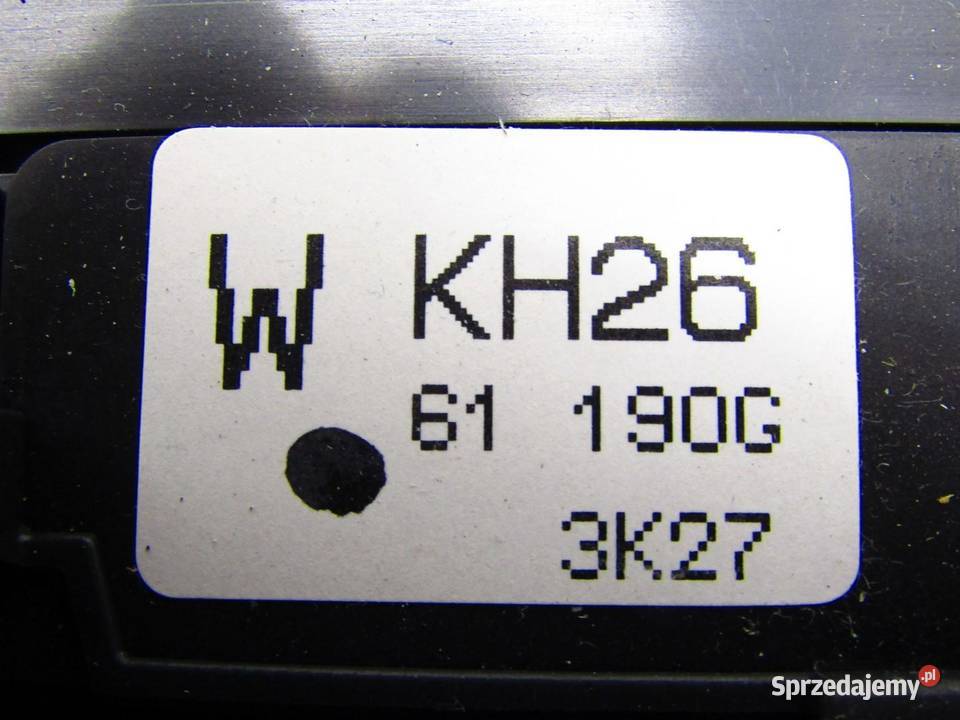 W KH26
61 190G
3K27
Sprzedajemy.pl